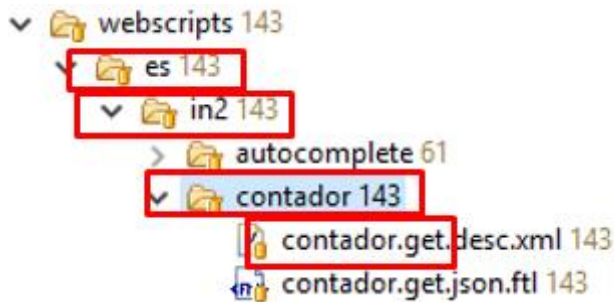 webscripts 143
es 143
in2 143
autocomplete 61
contador 143
contador.get.desc.xml 143
contador.get.json.ftl 143